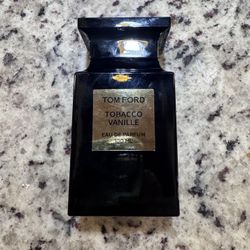 TOM FORD
TOBACCO
VANILLE
EAU DE PARFUM